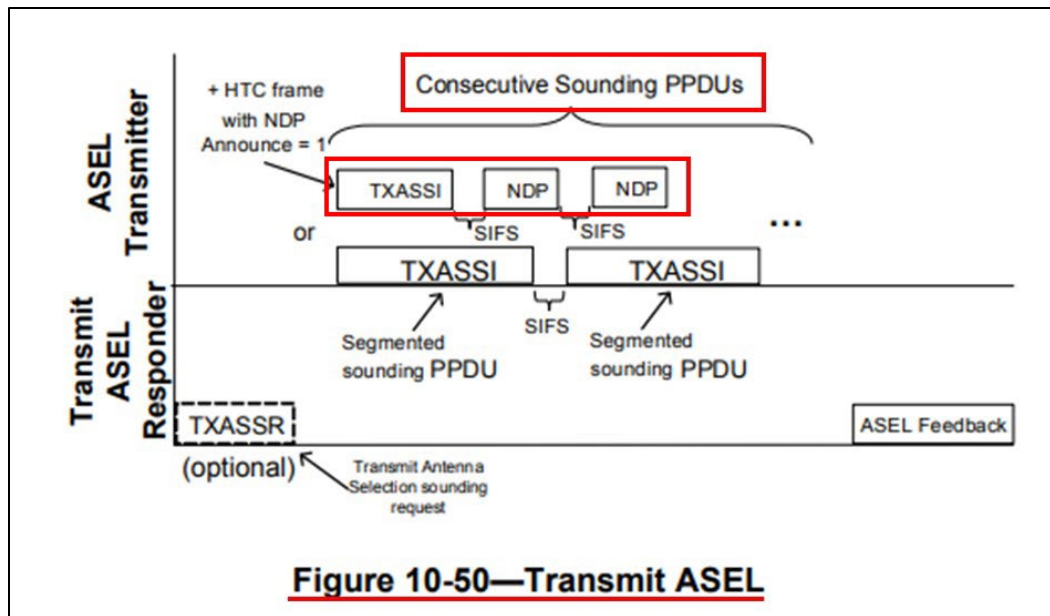 ASEL
Transmitter
+ HTC frame
with NDP
Announce = 1
Consecutive Sounding PPDUs
TXASSI
NDP
NDP
SIFS
SIFS
...
or
TXASSI
TXASSI
SIFS
Segmented
sounding PPDU
Segmented
sounding PPDU
Transmit
ASEL
Responder
TXASSR
(optional)
Transmit Antenna
Selection sounding
request
ASEL Feedback
Figure 10-50—Transmit ASEL